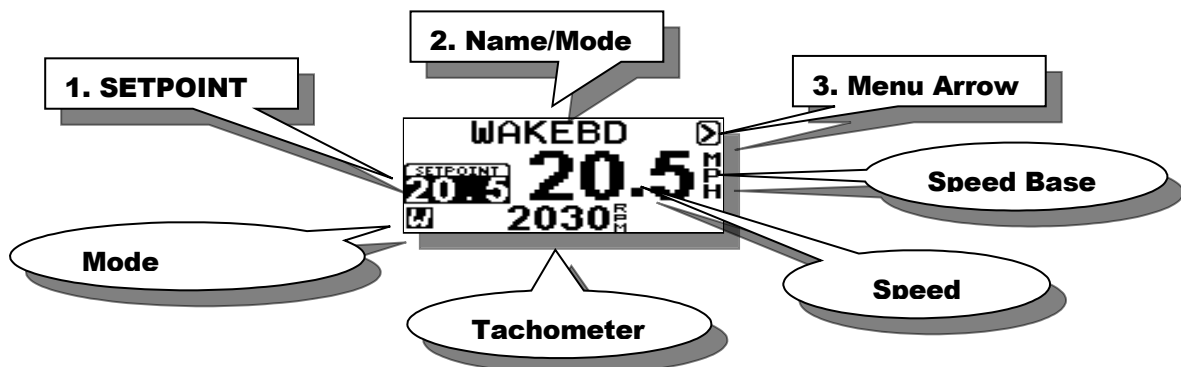 2. Name/Mode
1. SETPOINT
3. Menu Arrow
WAKEBD >
SETPOINT
20.5
20.5 MPH
W
2030 RPM
Speed Base
Mode
Speed
Tachometer